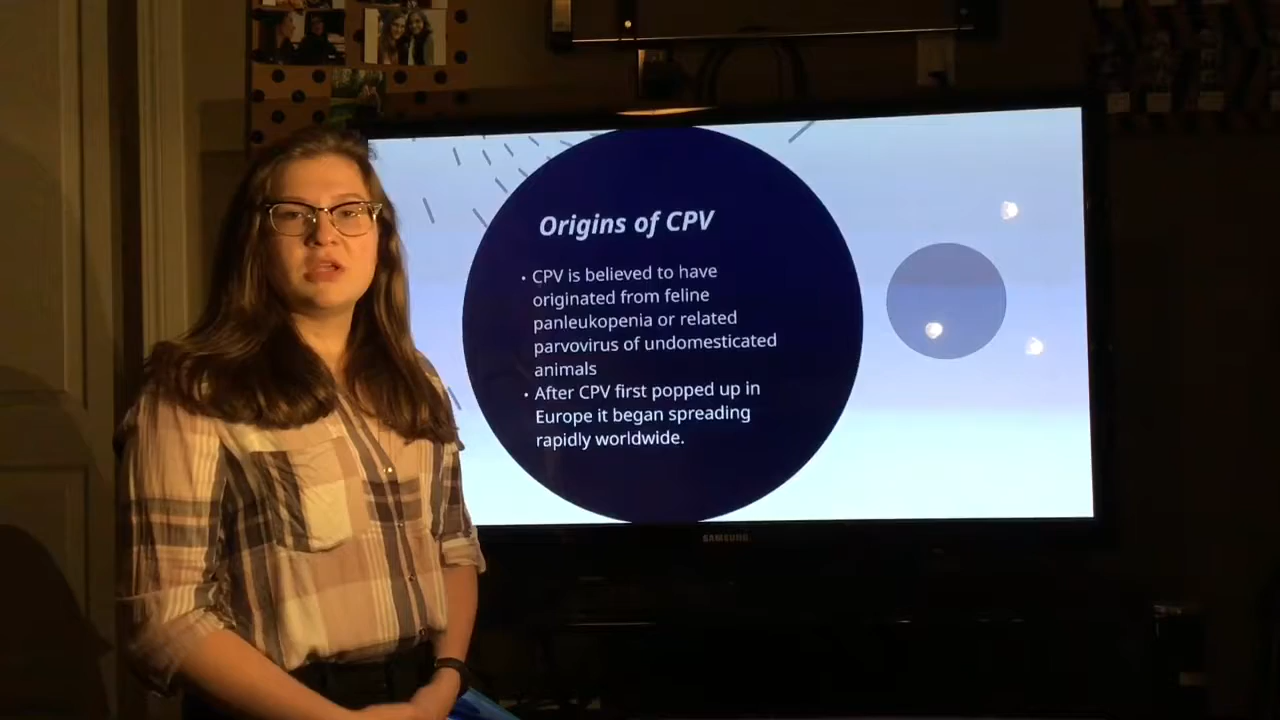 Origins of CPV
• CPV is believed to have
originated from feline
panleukopenia or related
parvovirus of undomesticated
animals
• After CPV first popped up in
Europe it began spreading
rapidly worldwide.
SAMSUNG